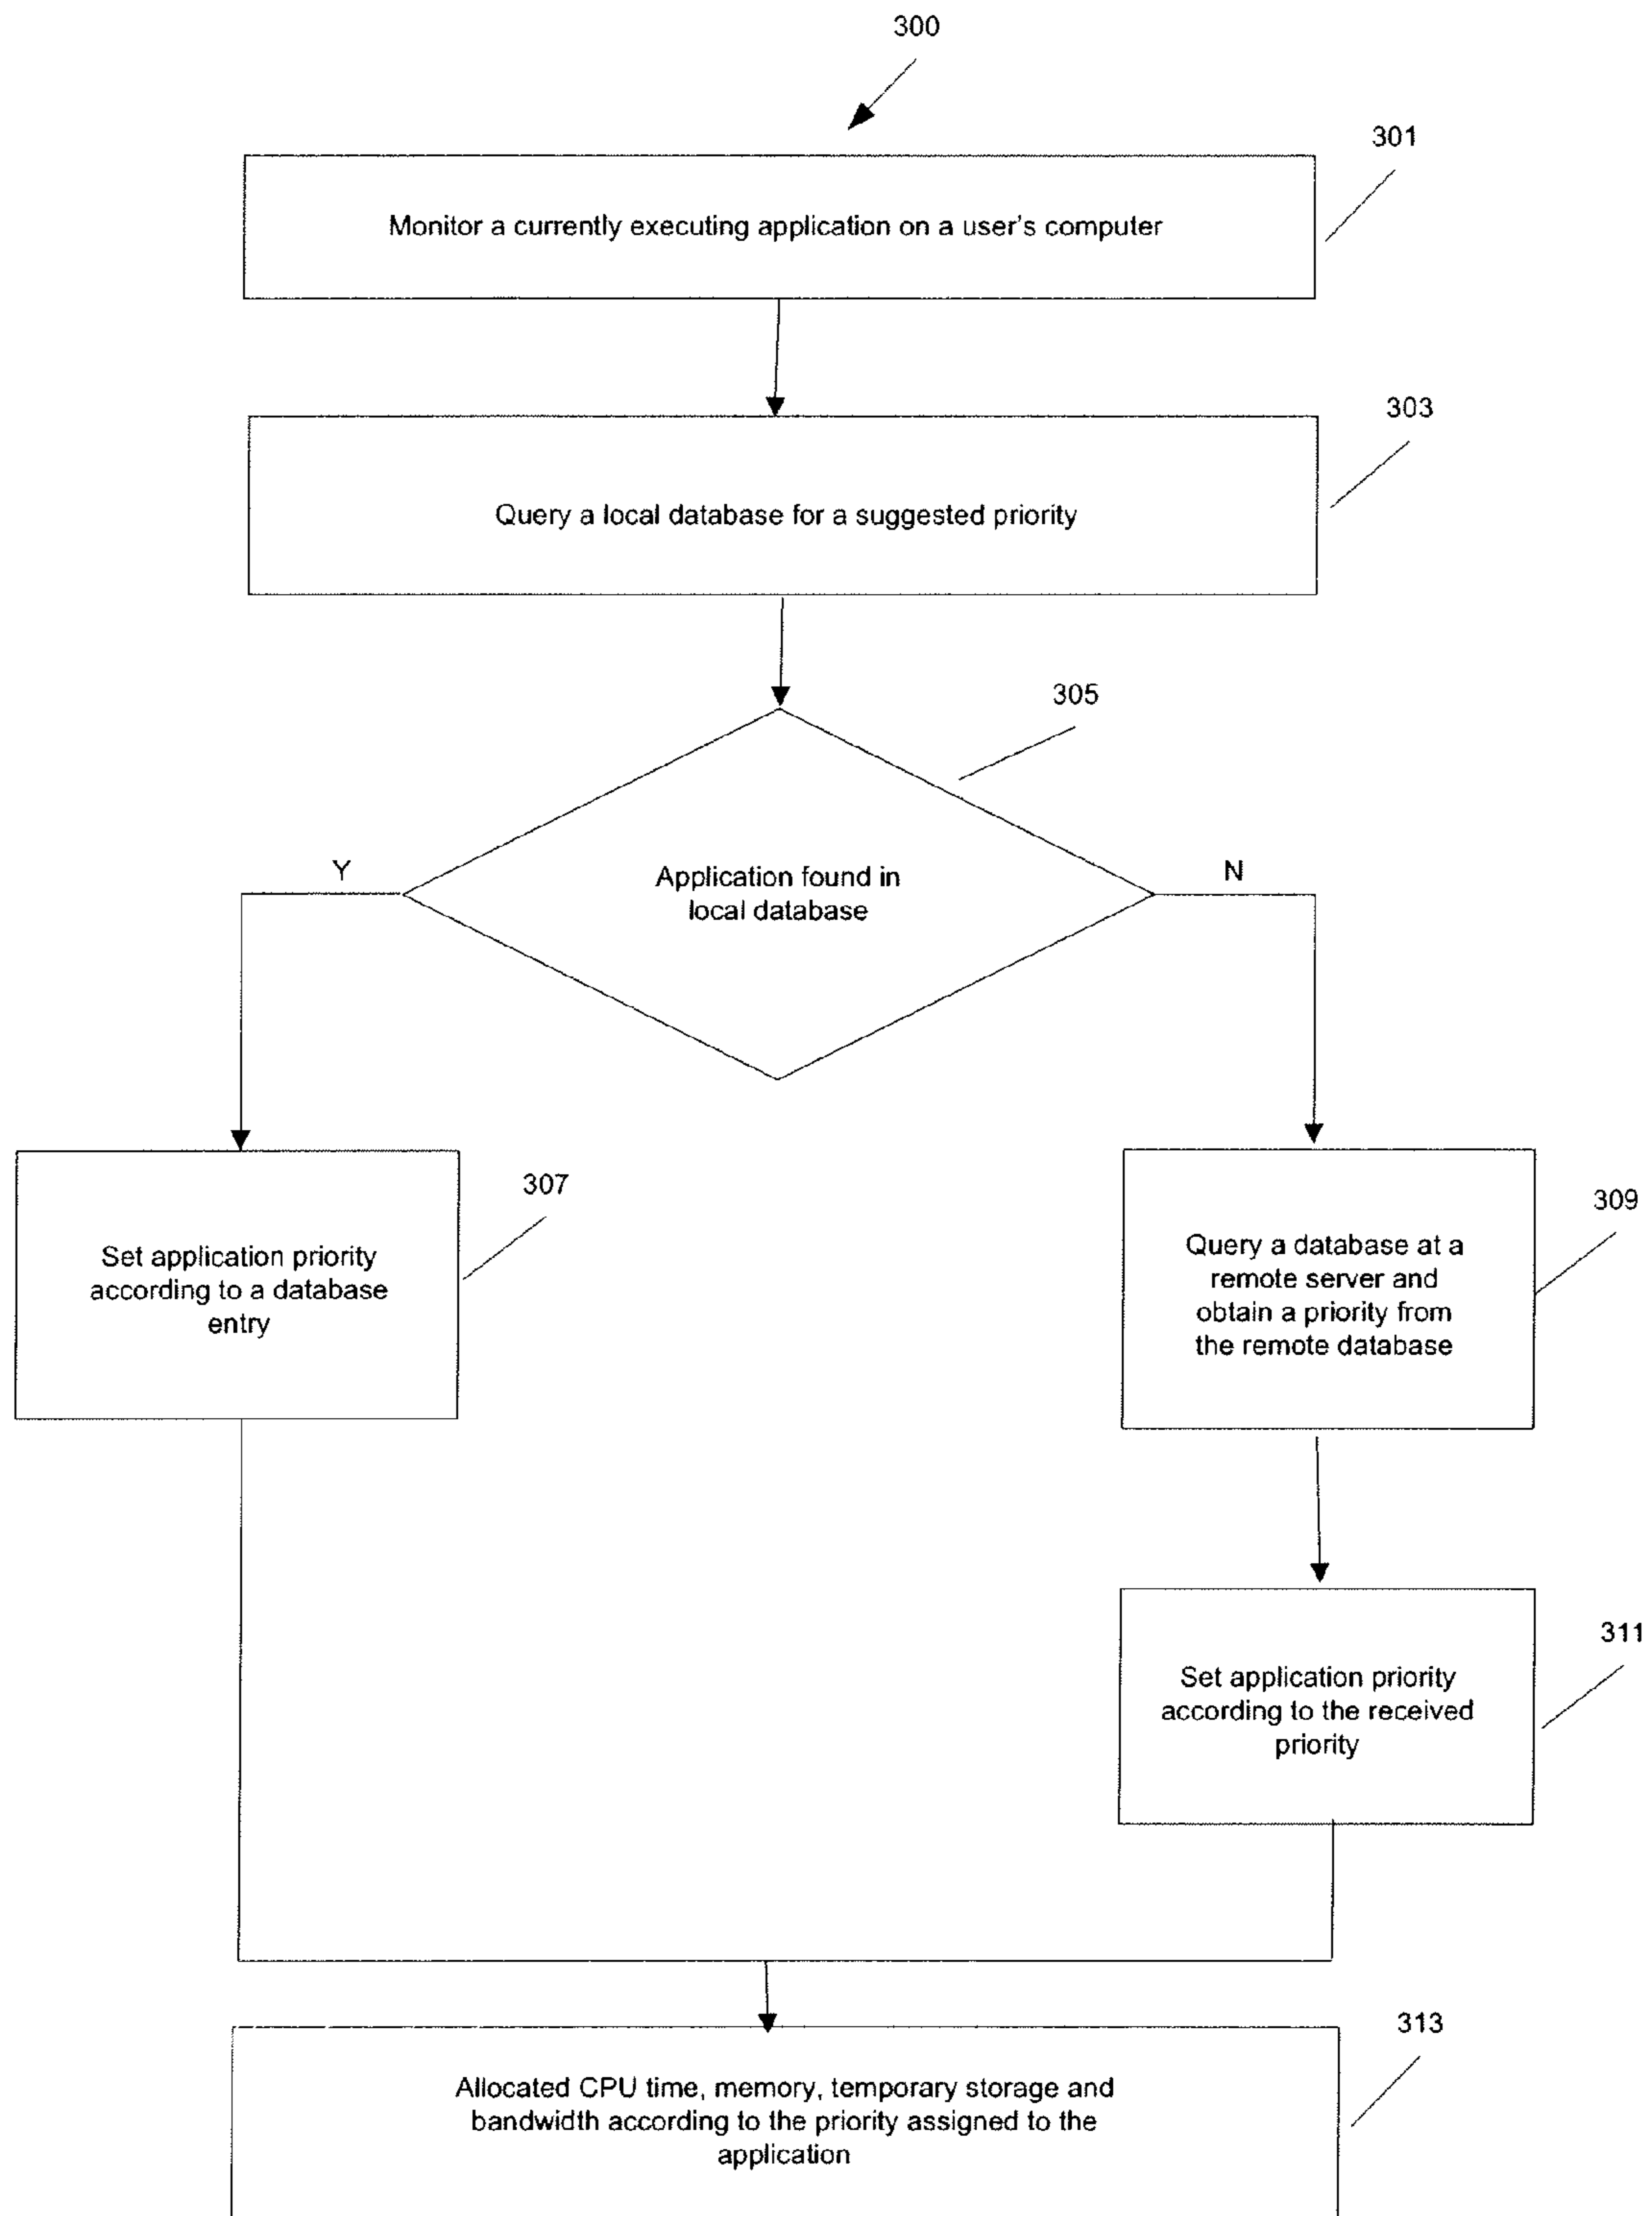 300
301
Monitor a currently executing application on a user's computer
303
Query a local database for a suggested priority
305
Y
N
Application found in
local database
307
309
Set application priority
according to a database
entry
Query a database at a
remote server and
obtain a priority from
the remote database
311
Set application priority
according to the received
priority
313
Allocated CPU time, memory, temporary storage and
bandwidth according to the priority assigned to the
application